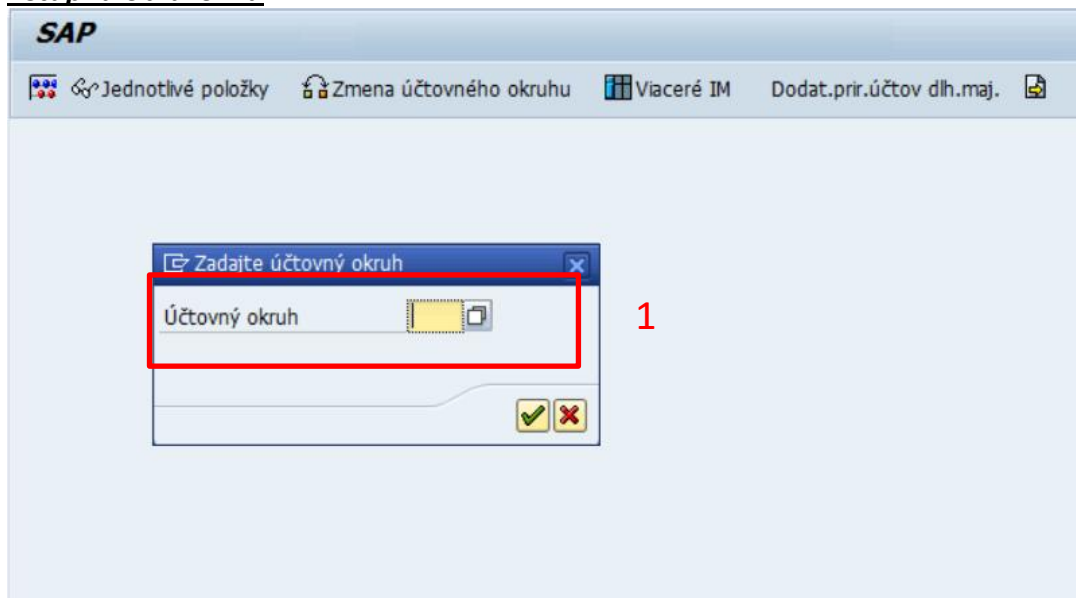 SAP
Jednotlivé položky Zmena účtovného okruhu Viaceré IM Dodat.prir.účtov dlh.maj.
Zadajte účtovný okruh
Účtovný okruh
1